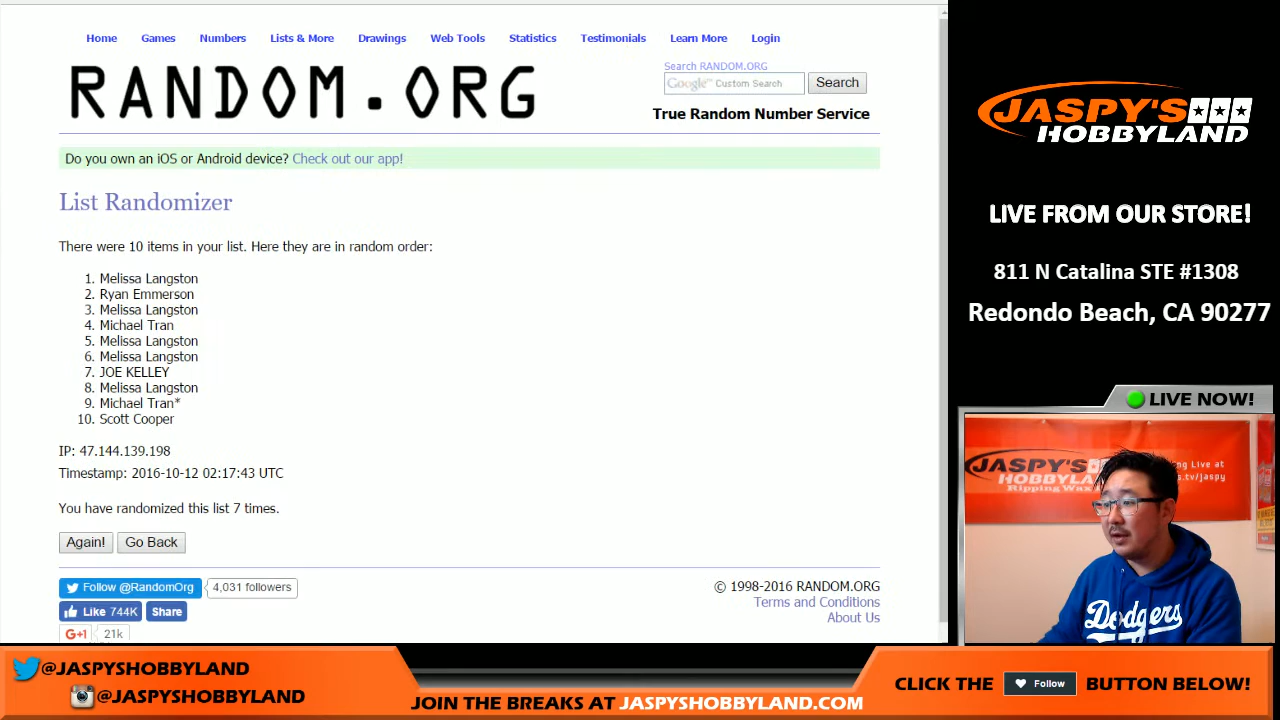 Home Games Numbers Lists & More Drawings Web Tools Statistics Testimonials Learn More Login
RANDOM.ORG
Search RANDOM.ORG
Google™ Custom Search Search
True Random Number Service
Do you own an iOS or Android device? Check out our app!
List Randomizer
There were 10 items in your list. Here they are in random order:
1. Melissa Langston
2. Ryan Emmerson
3. Melissa Langston
4. Michael Tran
5. Melissa Langston
6. Melissa Langston
7. JOE KELLEY
8. Melissa Langston
9. Michael Tran*
10. Scott Cooper
IP: 47.144.139.198
Timestamp: 2016-10-12 02:17:43 UTC
You have randomized this list 7 times.
Again! Go Back
Follow @RandomOrg 4,031 followers
Like 744K Share
G+1 21k
© 1998-2016 RANDOM.ORG
Terms and Conditions
About Us
JASPY'S
HOBBYLAND
LIVE FROM OUR STORE!
811 N Catalina STE #1308
Redondo Beach, CA 90277
LIVE NOW!
JASPY'S
HOBBYLAND
Ripping Wax
ng Live at
s.tv/jaspy
Dodgers
@JASPYSHOBBYLAND
@JASPYSHOBBYLAND
JOIN THE BREAKS AT JASPYSHOBBYLAND.COM
CLICK THE Follow BUTTON BELOW!